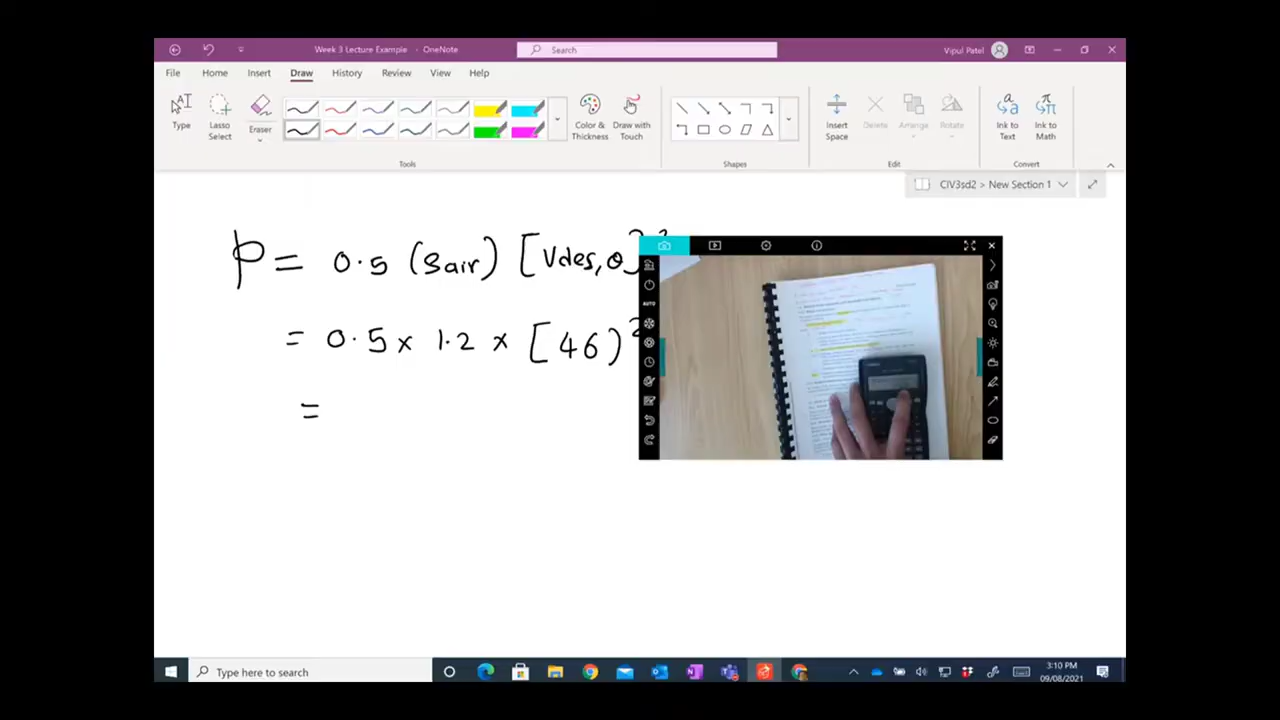 Week 3 Lecture Example - OneNote
Search
Vipul Patel
File Home Insert Draw History Review View Help
Type
Lasso Select
Eraser
Color & Thickness
Draw with Touch
Insert Space
Delete
Arrange
Rotate
Ink to Text
Ink to Math
Tools
Shapes
Edit
Convert
CIV3sd2 > New Section 1
p = 0.5 (ρair) [Vdes,θ]
= 0.5 x 1.2 x [46)²
=
AUTO
Type here to search
3:10 PM
09/08/2021